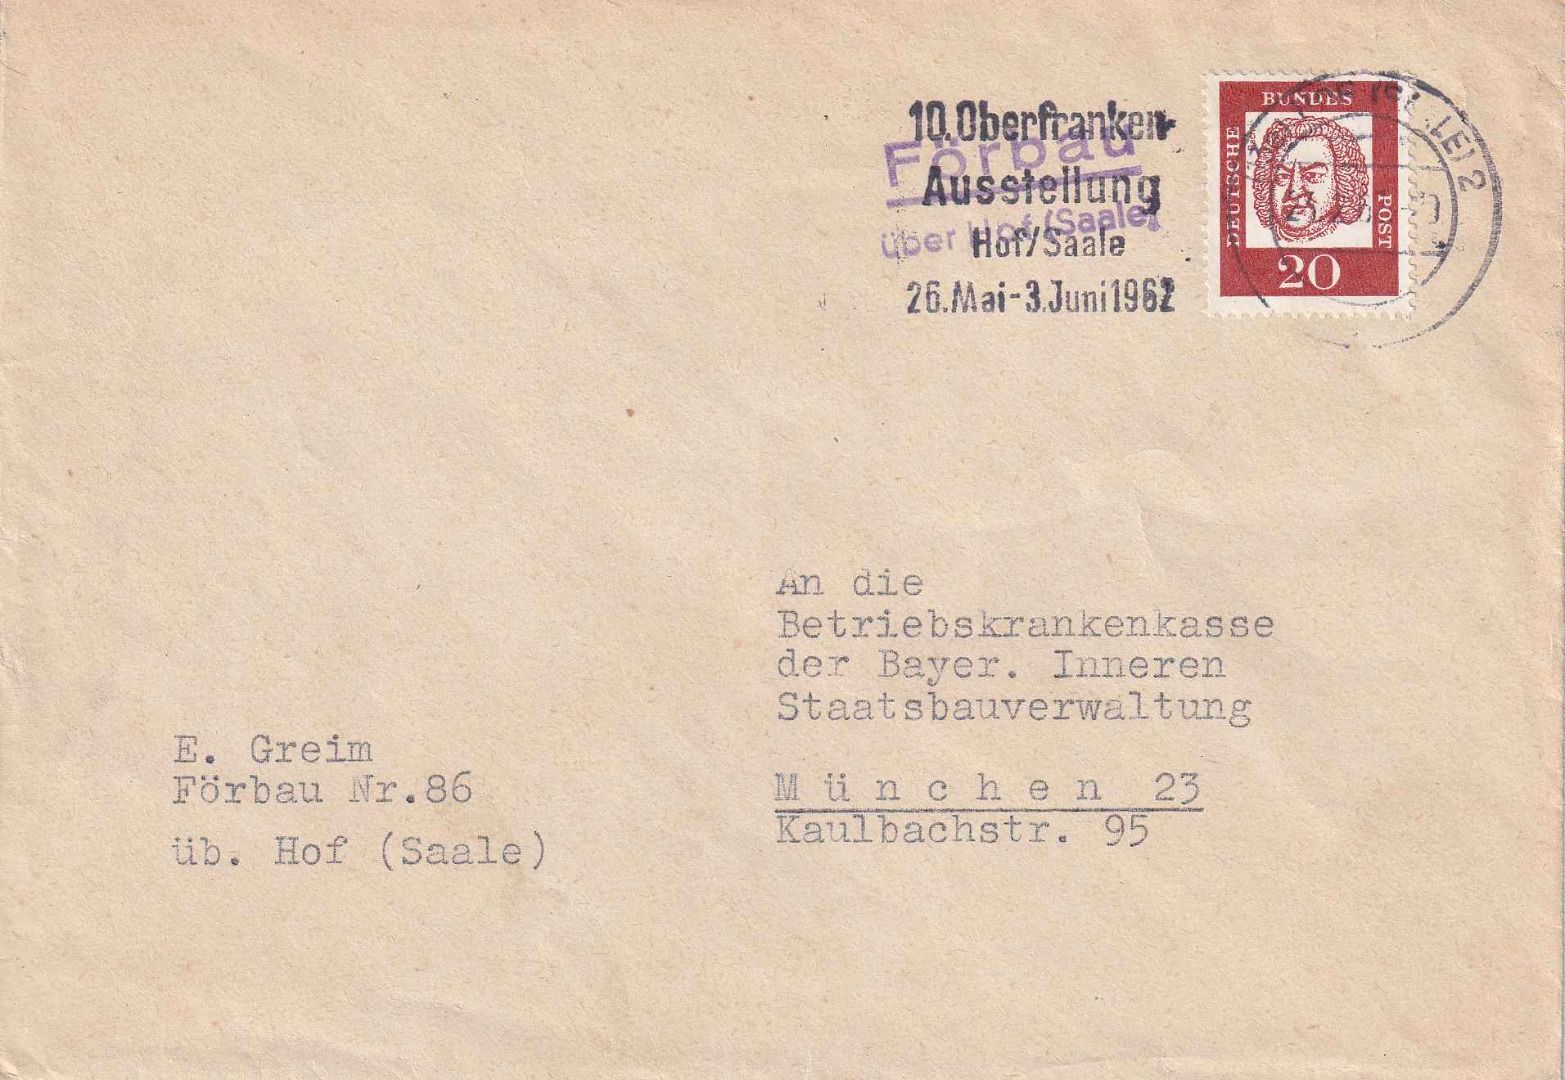 10. Oberfranken-
Ausstellung
Hof/Saale
26. Mai - 3. Juni 1962
Förbau
über Hof (Saale)
BUNDES
DEUTSCHE
POST
20
2
An die
Betriebskrankenkasse
der Bayer. Inneren
Staatsbauverwaltung
München 23
Kaulbachstr. 95
E. Greim
Förbau Nr.86
üb. Hof (Saale)